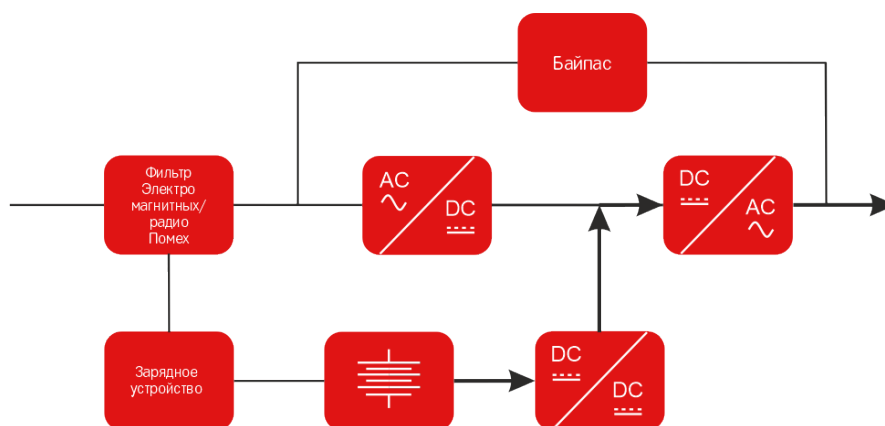 Байпас
Фильтр
Электро
магнитных/
радио
Помех
AC
DC
DC
AC
Зарядное
устройство
DC
DC